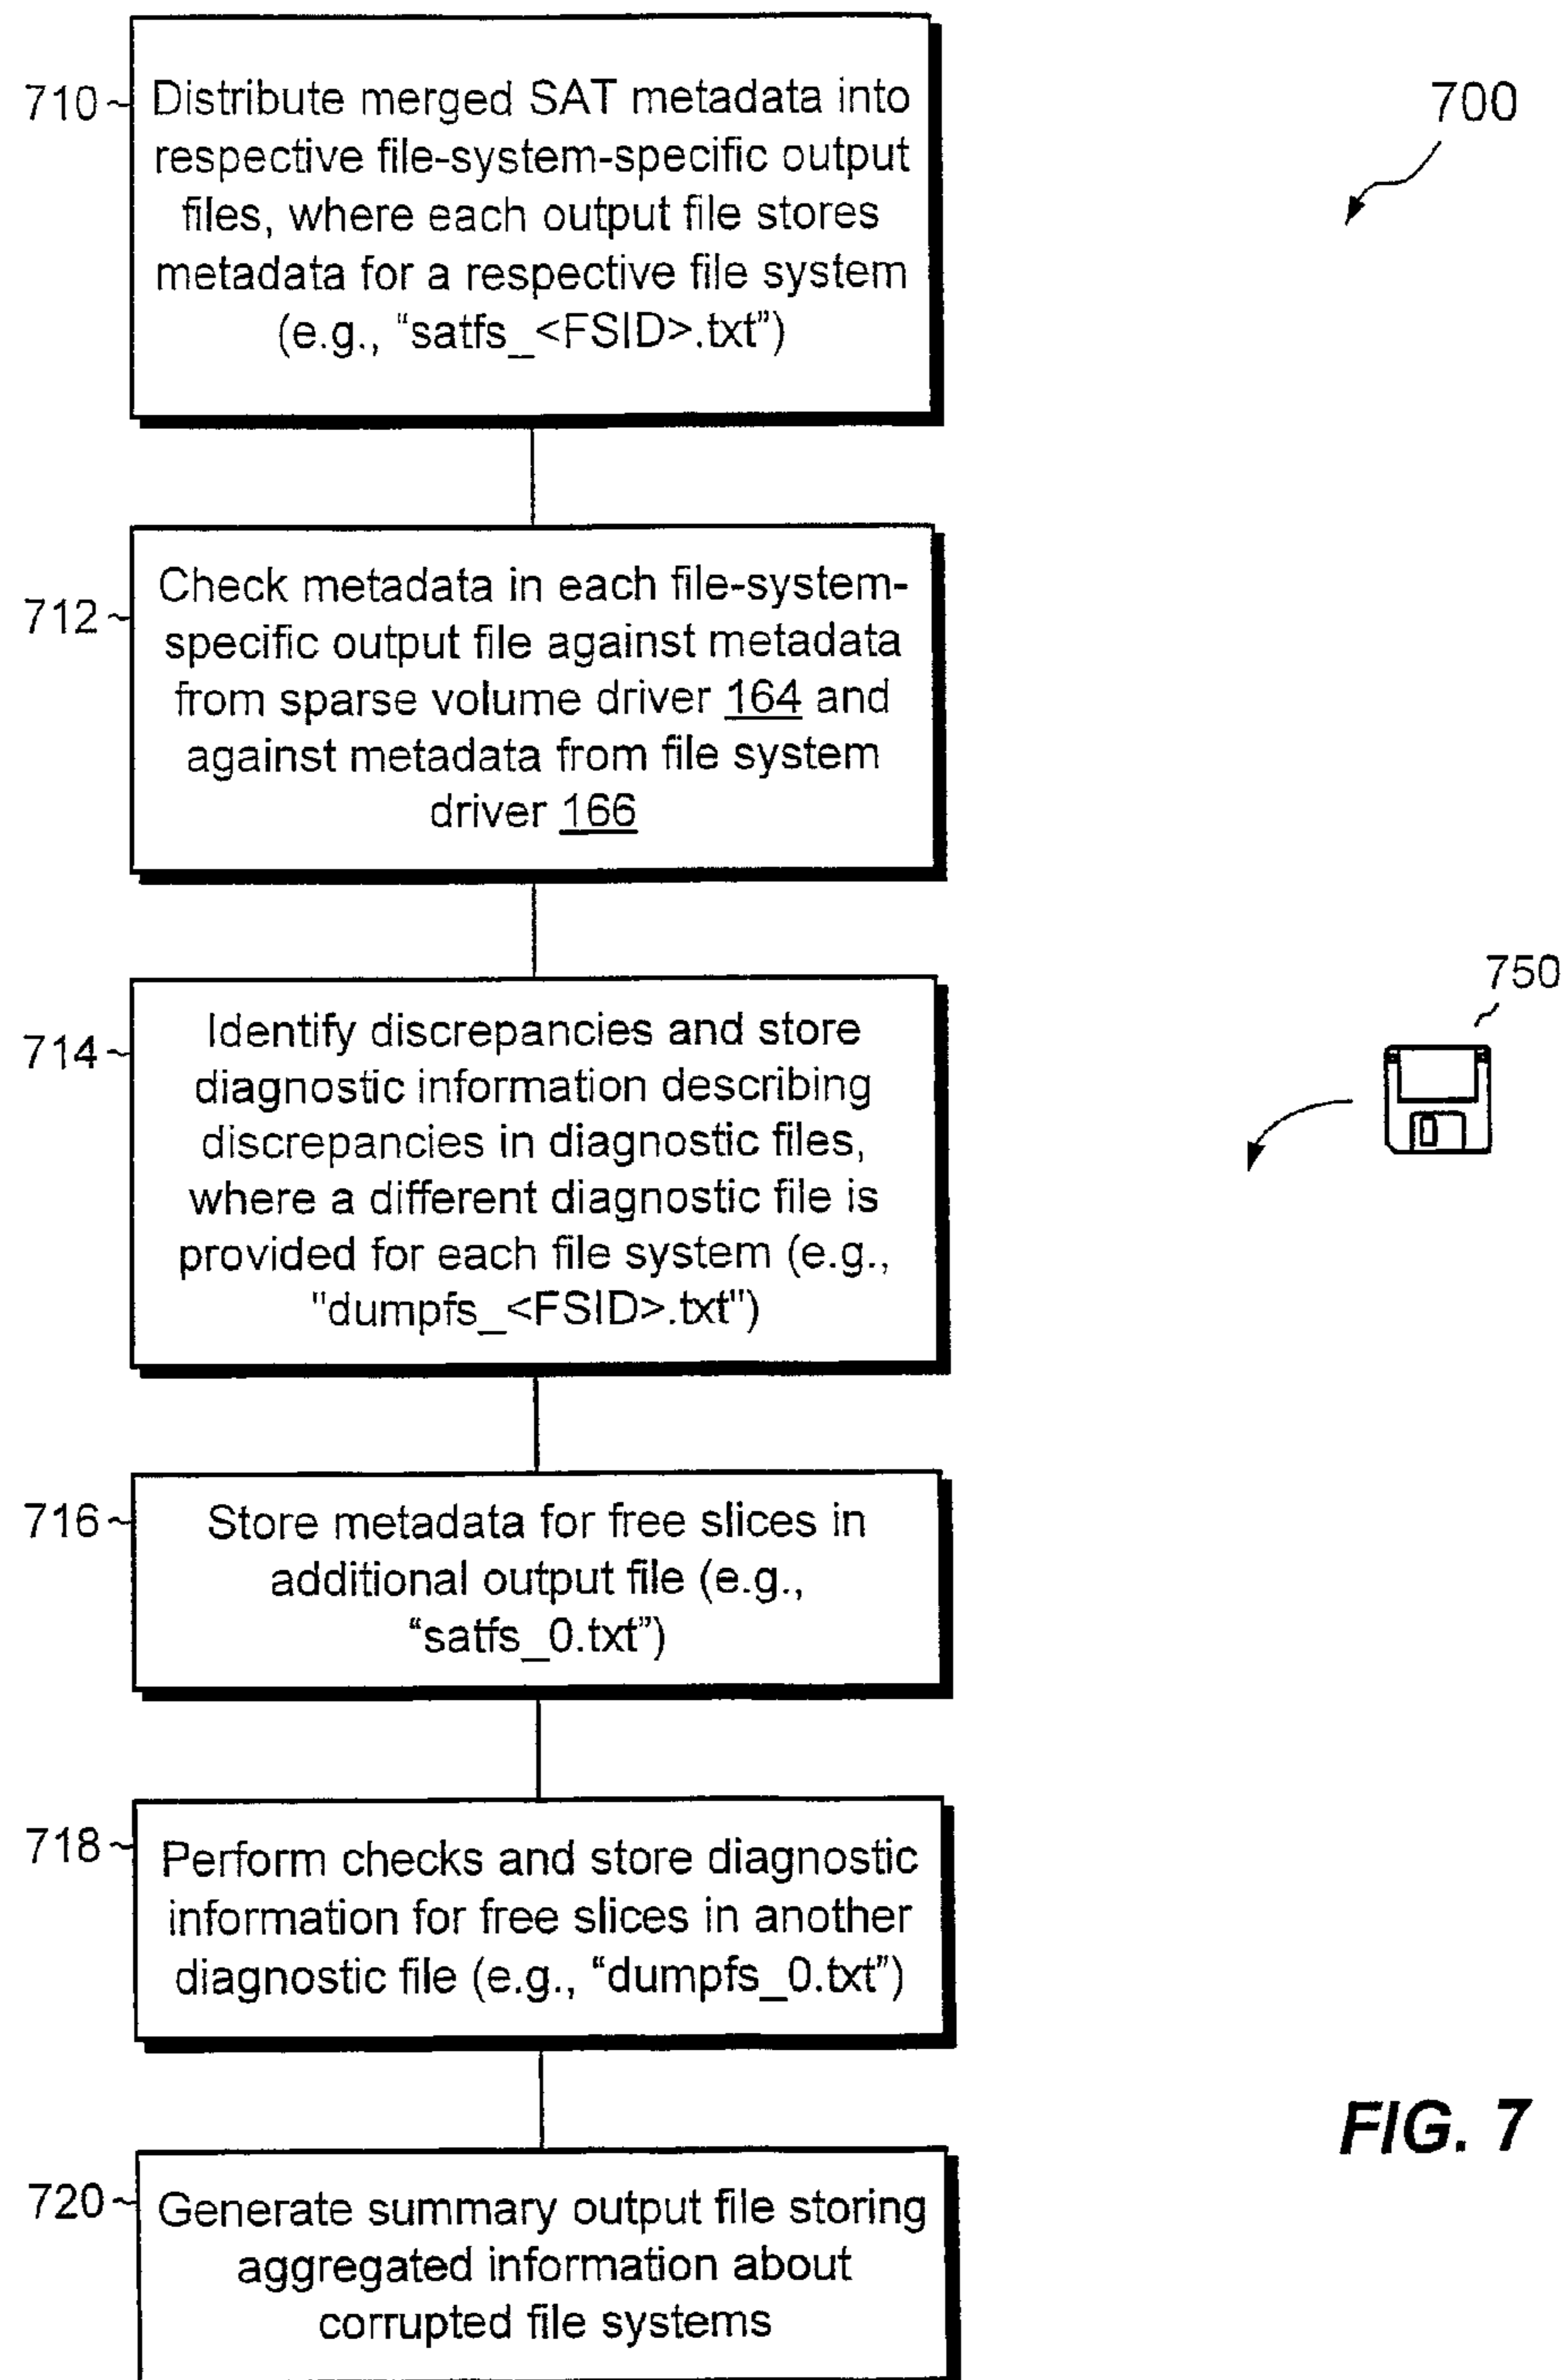 710
Distribute merged SAT metadata into
respective file-system-specific output
files, where each output file stores
metadata for a respective file system
(e.g., “satfs_<FSID>.txt”)
700
712
Check metadata in each file-system-
specific output file against metadata
from sparse volume driver 164 and
against metadata from file system
driver 166
714
Identify discrepancies and store
diagnostic information describing
discrepancies in diagnostic files,
where a different diagnostic file is
provided for each file system (e.g.,
"dumpfs_<FSID>.txt")
750
716
Store metadata for free slices in
additional output file (e.g.,
“satfs_0.txt”)
718
Perform checks and store diagnostic
information for free slices in another
diagnostic file (e.g., “dumpfs_0.txt”)
720
Generate summary output file storing
aggregated information about
corrupted file systems
FIG. 7